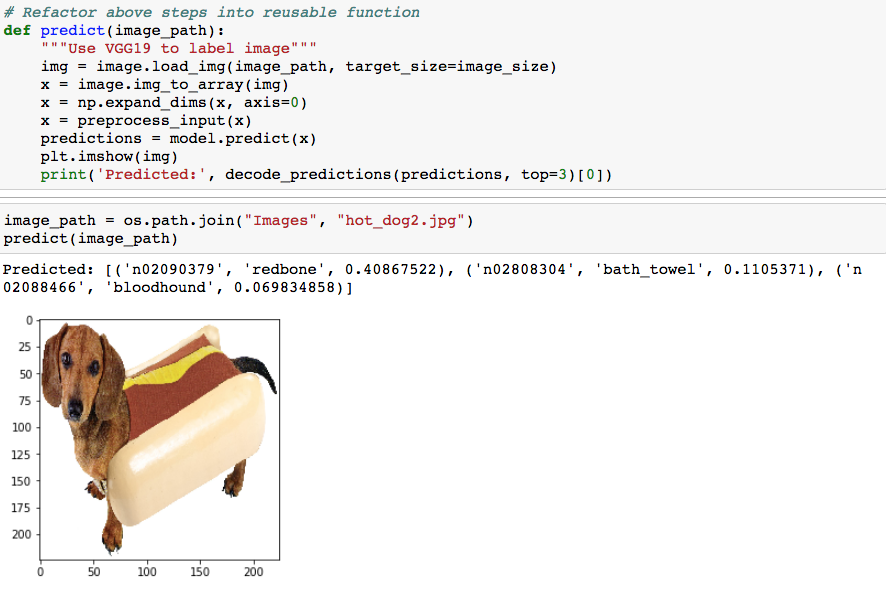 # Refactor above steps into reusable function
def predict(image_path):
    """Use VGG19 to label image"""
    img = image.load_img(image_path, target_size=image_size)
    x = image.img_to_array(img)
    x = np.expand_dims(x, axis=0)
    x = preprocess_input(x)
    predictions = model.predict(x)
    plt.imshow(img)
    print('Predicted:', decode_predictions(predictions, top=3)[0])
image_path = os.path.join("Images", "hot_dog2.jpg")
predict(image_path)
Predicted: [('n02090379', 'redbone', 0.40867522), ('n02808304', 'bath_towel', 0.1105371), ('n
02088466', 'bloodhound', 0.069834858)]
0
25
50
75
100
125
150
175
200
0 50 100 150 200